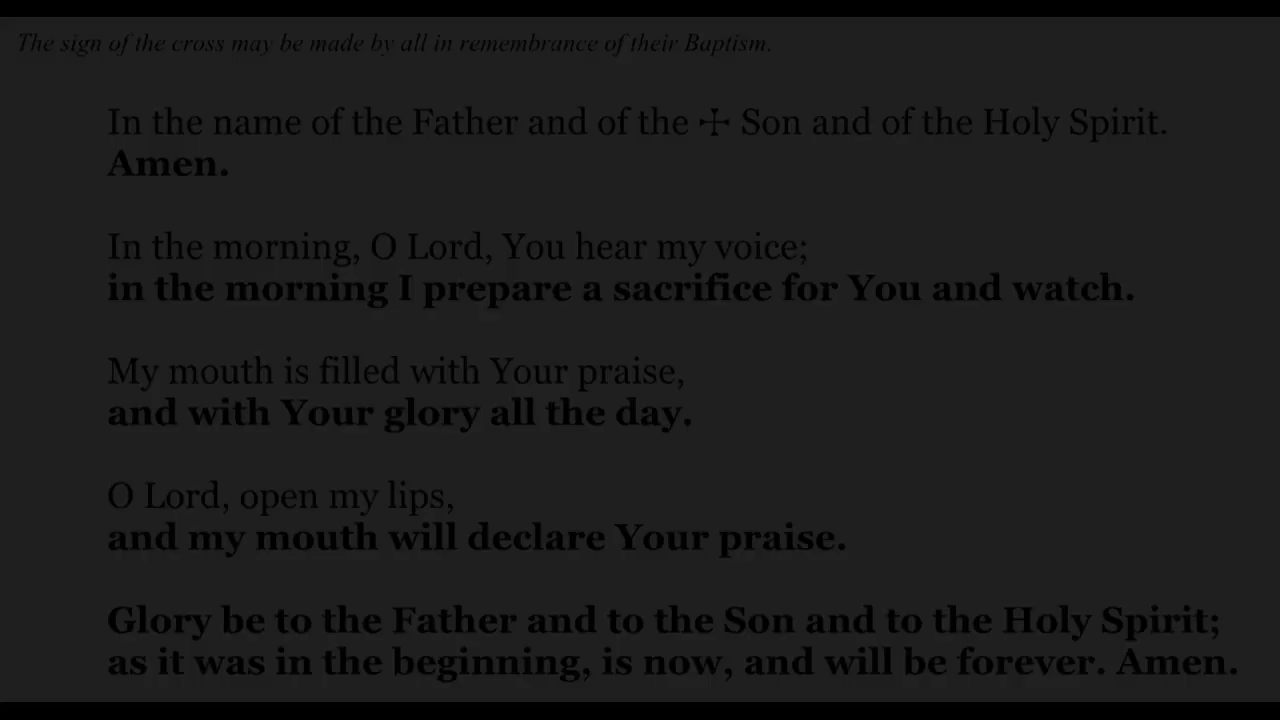 The sign of the cross may be made by all in remembrance of their Baptism.
In the name of the Father and of the ☩ Son and of the Holy Spirit.
Amen.
In the morning, O Lord, You hear my voice;
in the morning I prepare a sacrifice for You and watch.
My mouth is filled with Your praise,
and with Your glory all the day.
O Lord, open my lips,
and my mouth will declare Your praise.
Glory be to the Father and to the Son and to the Holy Spirit;
as it was in the beginning, is now, and will be forever. Amen.